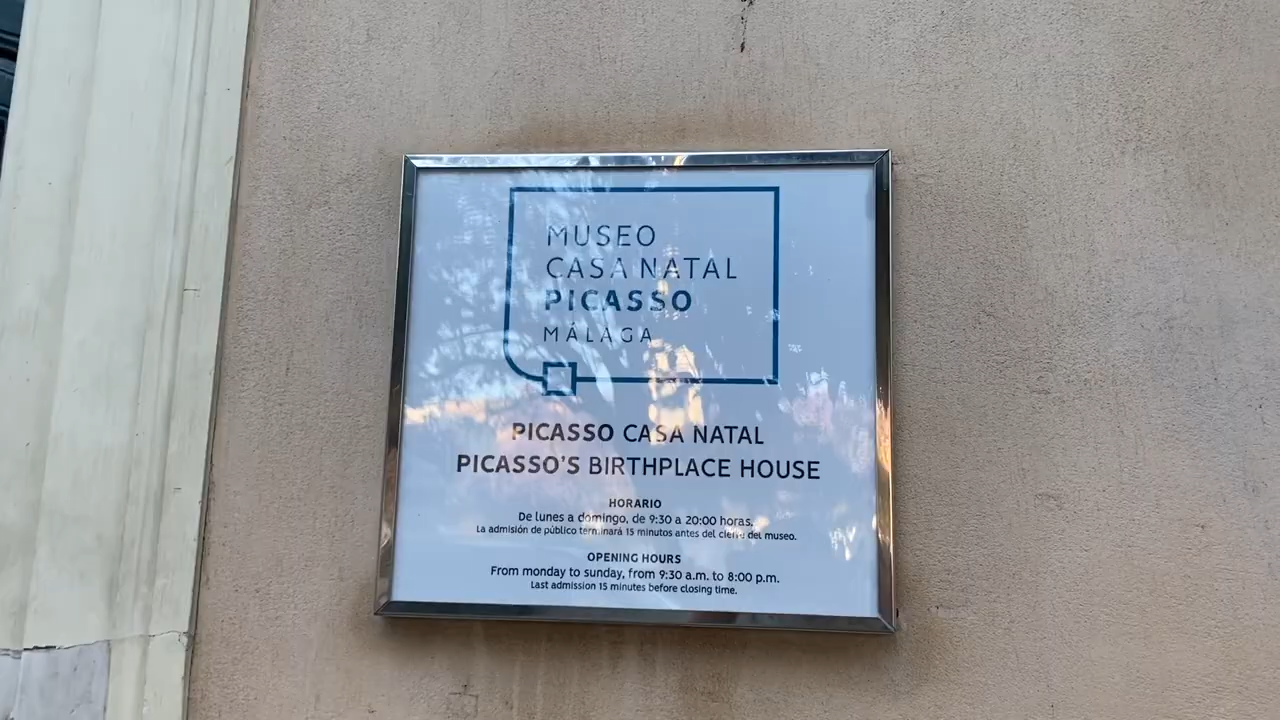 MUSEO
CASA NATAL
PICASSO
MÁLAGA
PICASSO CASA NATAL
PICASSO'S BIRTHPLACE HOUSE
HORARIO
De lunes a domingo, de 9:30 a 20:00 horas.
La admisión de público terminará 15 minutos antes del cierre del museo.
OPENING HOURS
From monday to sunday, from 9:30 a.m. to 8:00 p.m.
Last admission 15 minutes before closing time.